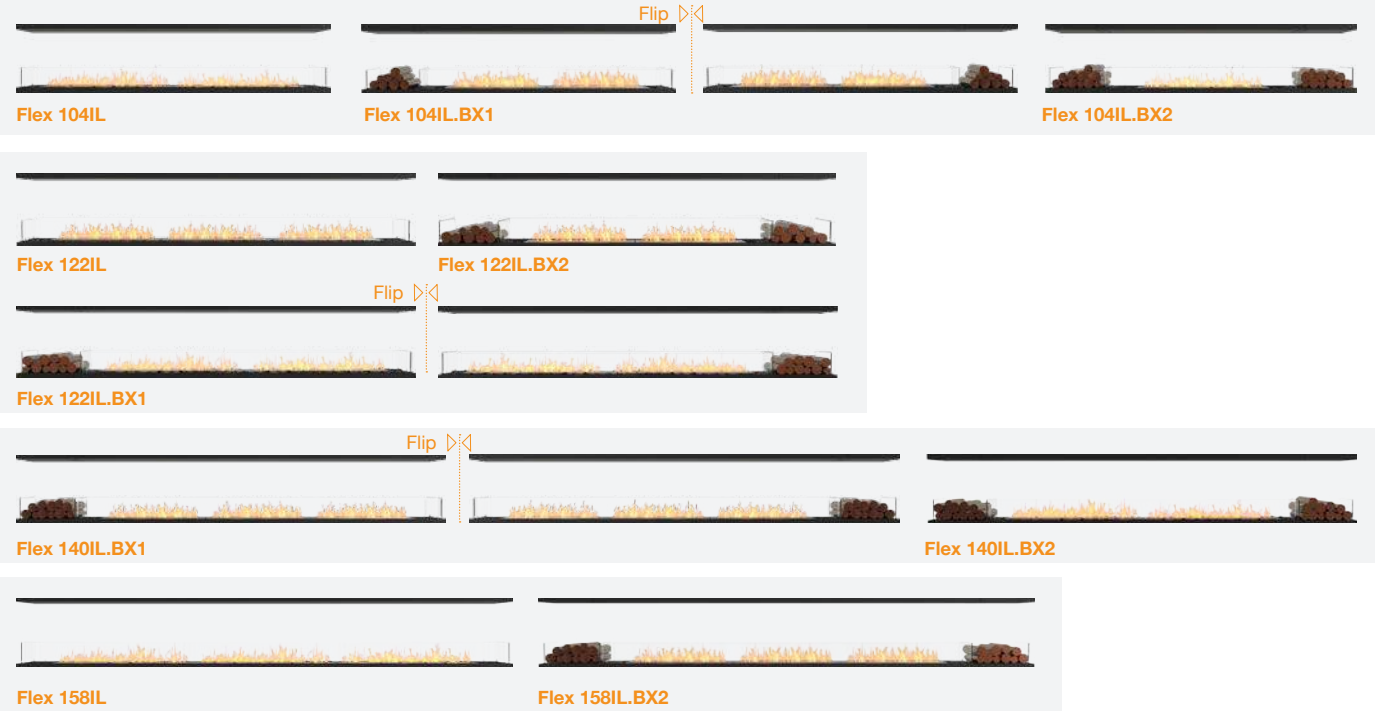 Flip
Flex 104IL
Flex 104IL.BX1
Flex 104IL.BX2
Flex 122IL
Flex 122IL.BX2
Flip
Flex 122IL.BX1
Flip
Flex 140IL.BX1
Flex 140IL.BX2
Flex 158IL
Flex 158IL.BX2